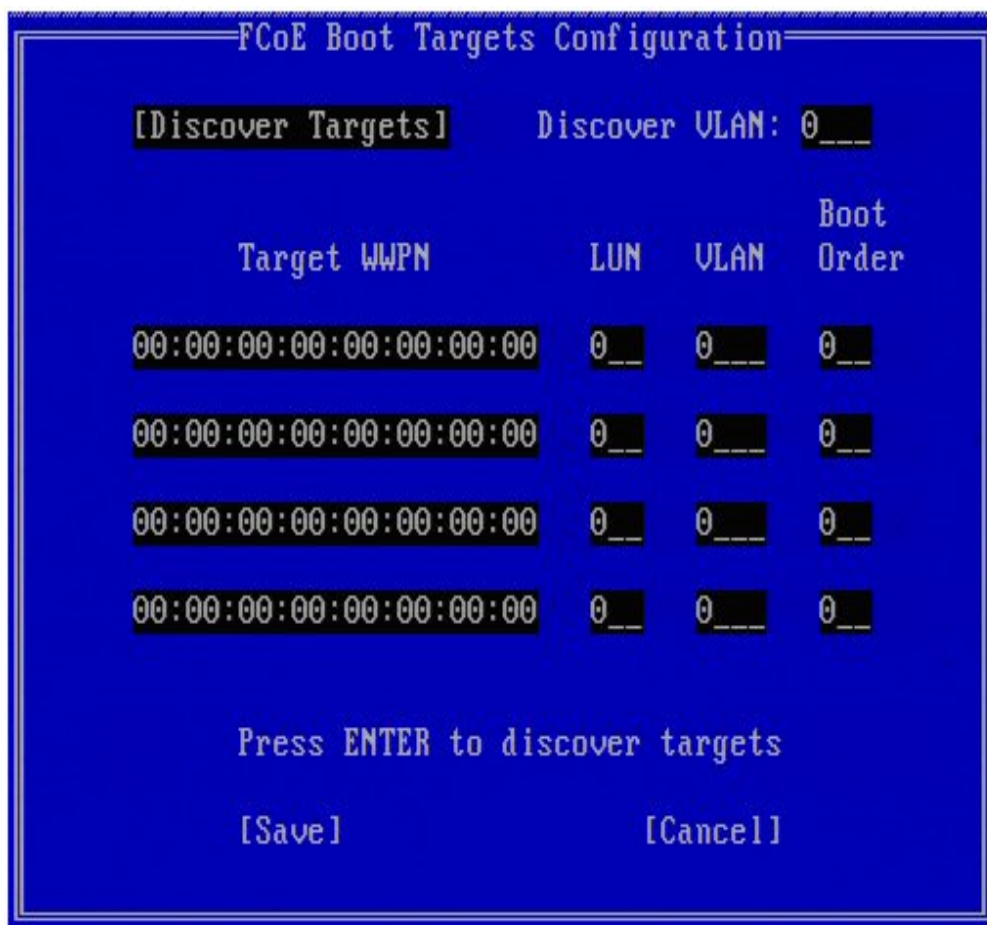 FCoE Boot Targets Configuration
[Discover Targets] Discover VLAN: 0___
Boot
Target WWPN LUN VLAN Order
00:00:00:00:00:00:00:00 0__ 0___ 0__
00:00:00:00:00:00:00:00 0__ 0___ 0__
00:00:00:00:00:00:00:00 0__ 0___ 0__
00:00:00:00:00:00:00:00 0__ 0___ 0__
Press ENTER to discover targets
[Save] [Cancel]